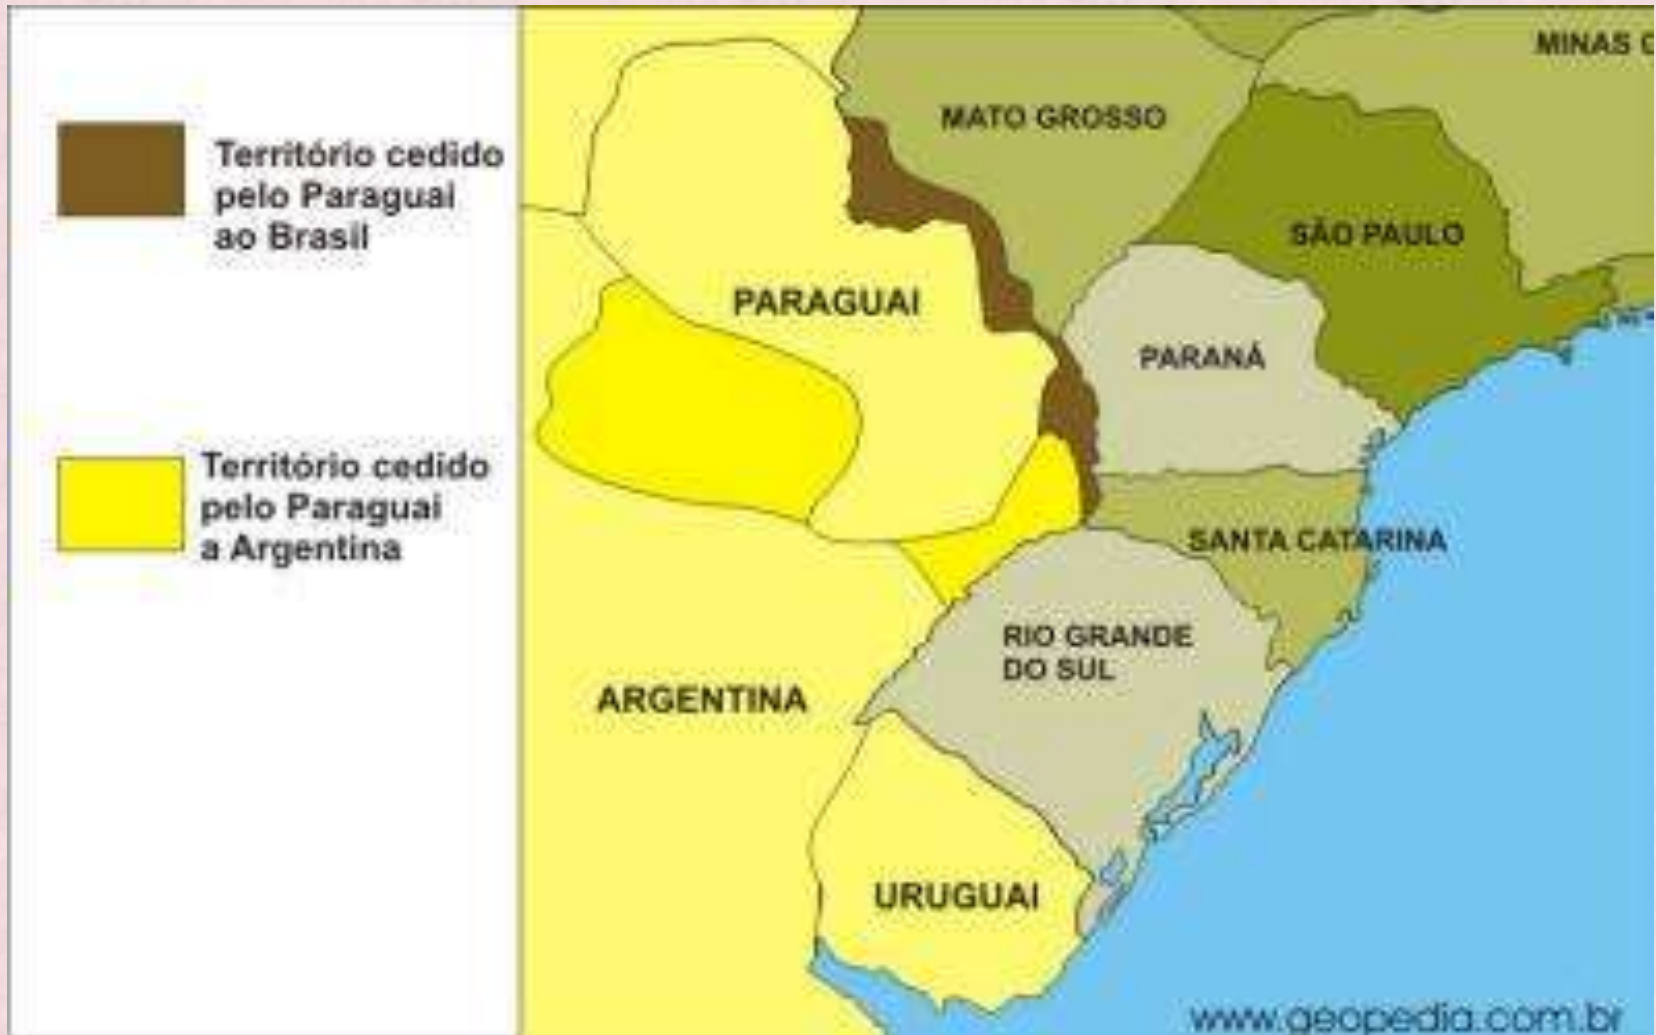 Território cedido
pelo Paraguai
ao Brasil
Território cedido
pelo Paraguai
a Argentina
MINAS
MATO GROSSO
SÃO PAULO
PARAGUAI
PARANÁ
SANTA CATARINA
RIO GRANDE
DO SUL
ARGENTINA
URUGUAI
www.geopedia.com.br